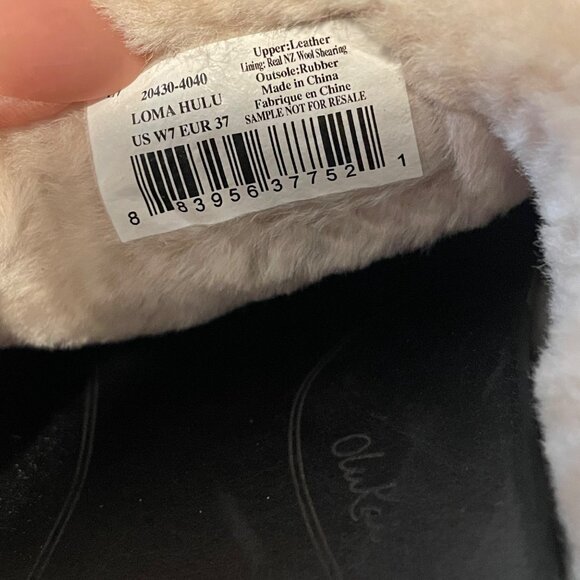 20430-4040
LOMA HULU
US W7 EUR 37
Upper:Leather
Lining: Real NZ Wool Shearing
Outsole:Rubber
Made in China
Fabrique en Chine
SAMPLE NOT FOR RESALE
8 83956 37752 1